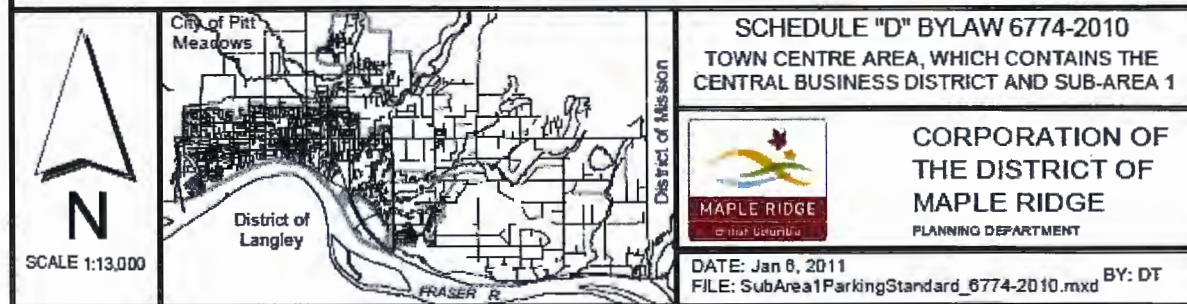 N
SCALE 1:13,000
City of Pitt
Meadows
District of Mission
District of
Langley
FRASER R.
SCHEDULE "D" BYLAW 6774-2010
TOWN CENTRE AREA, WHICH CONTAINS THE
CENTRAL BUSINESS DISTRICT AND SUB-AREA 1
MAPLE RIDGE
British Columbia
CORPORATION OF
THE DISTRICT OF
MAPLE RIDGE
PLANNING DEPARTMENT
DATE: Jan 6, 2011
FILE: SubArea1ParkingStandard_6774-2010.mxd BY: DT